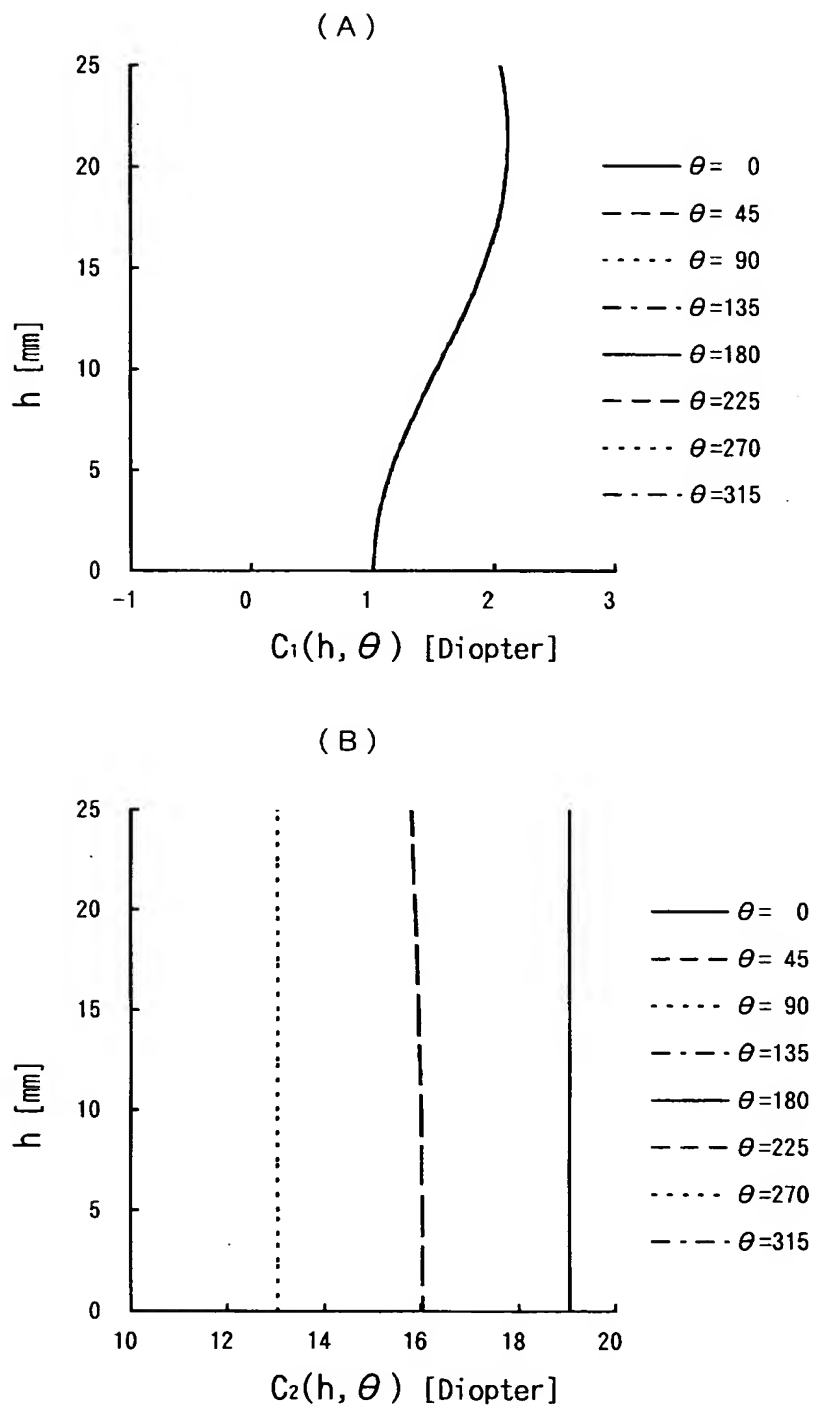 (A)
25
20
15
10
5
0
h [mm]
-1 0 1 2 3
C₁(h, θ) [Diopter]
θ= 0
θ= 45
θ= 90
θ=135
θ=180
θ=225
θ=270
θ=315
(B)
25
20
15
10
5
0
h [mm]
10 12 14 16 18 20
C₂(h, θ) [Diopter]
θ= 0
θ= 45
θ= 90
θ=135
θ=180
θ=225
θ=270
θ=315